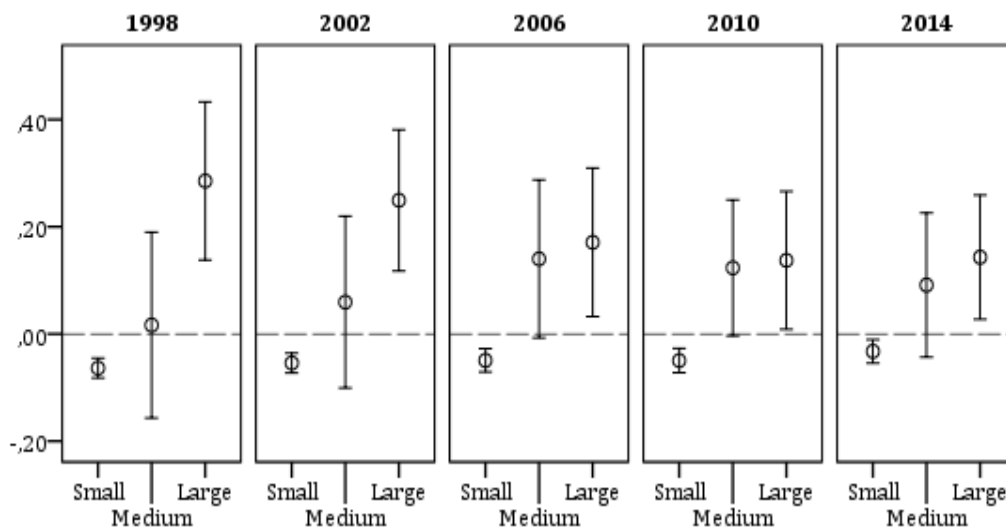 1998 2002 2006 2010 2014
,40
,20
,00
-,20
Small Large Small Large Small Large Small Large Small Large
Medium Medium Medium Medium Medium